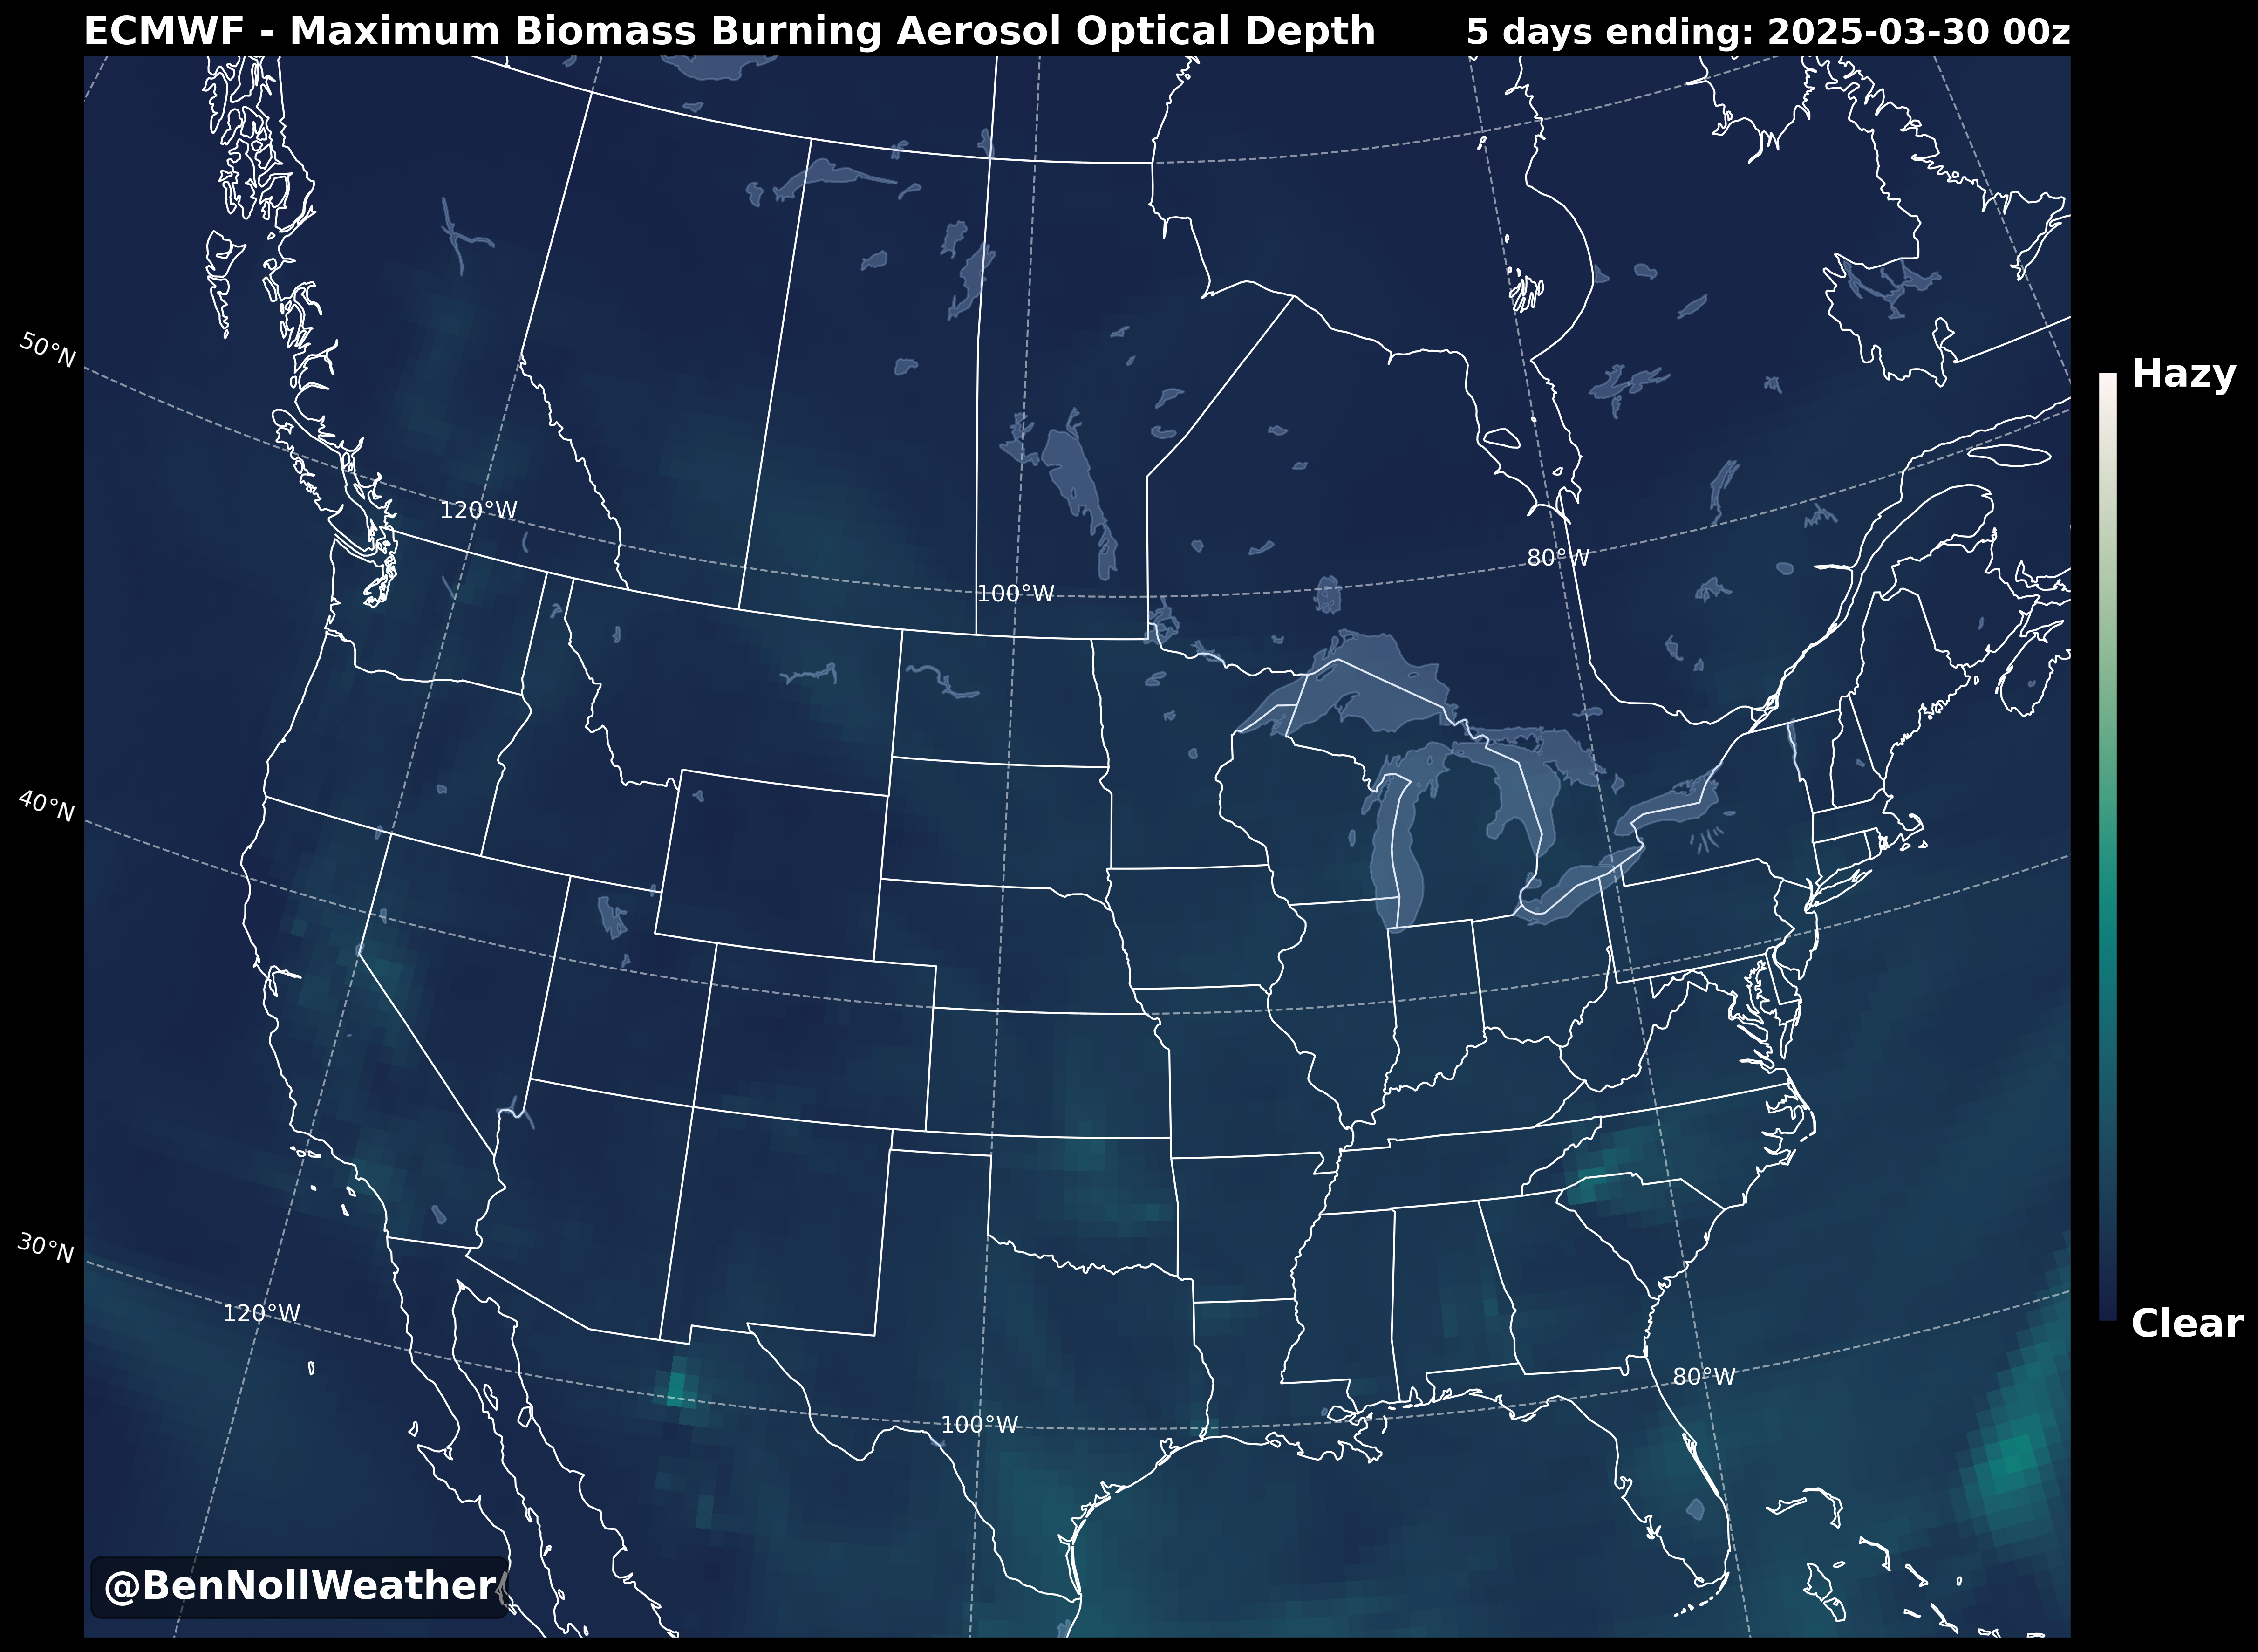 ECMWF - Maximum Biomass Burning Aerosol Optical Depth
5 days ending: 2025-03-30 00z
50°N
Hazy
120°W
80°W
100°W
40°N
30°N
120°W
Clear
80°W
100°W
@BenNollWeather